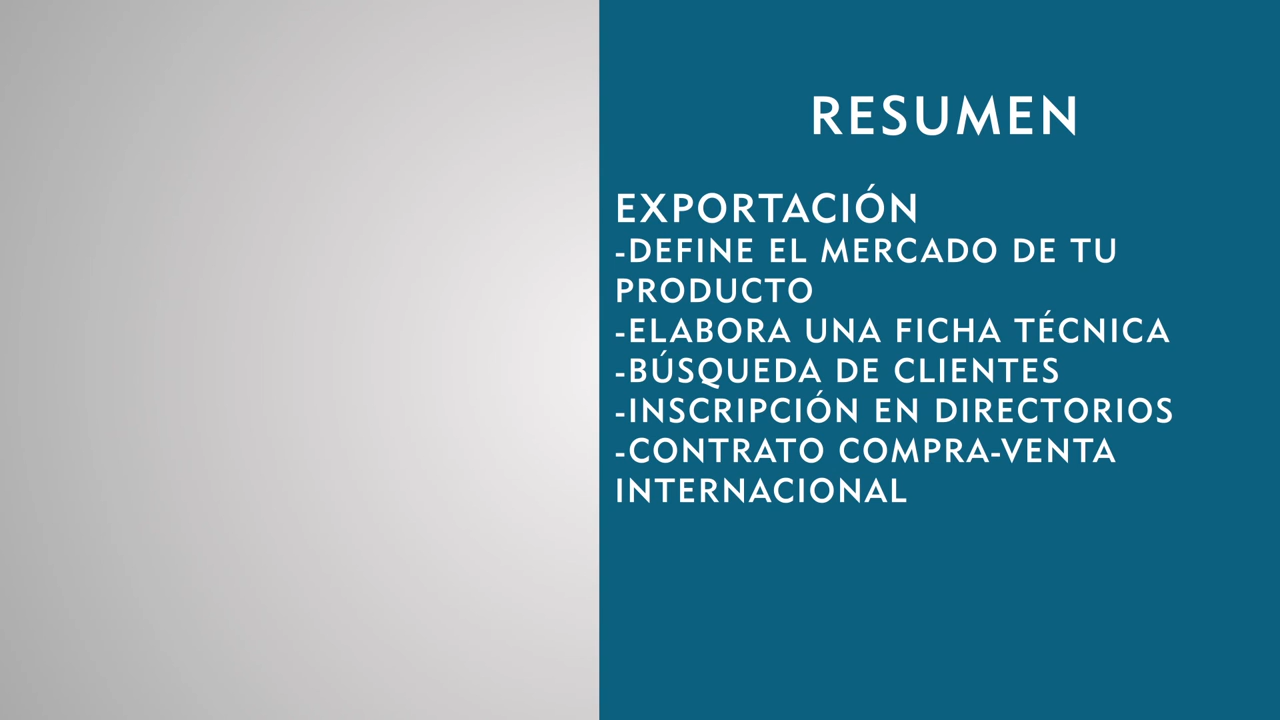 RESUMEN
EXPORTACIÓN
-DEFINE EL MERCADO DE TU
PRODUCTO
-ELABORA UNA FICHA TÉCNICA
-BÚSQUEDA DE CLIENTES
-INSCRIPCIÓN EN DIRECTORIOS
-CONTRATO COMPRA-VENTA
INTERNACIONAL